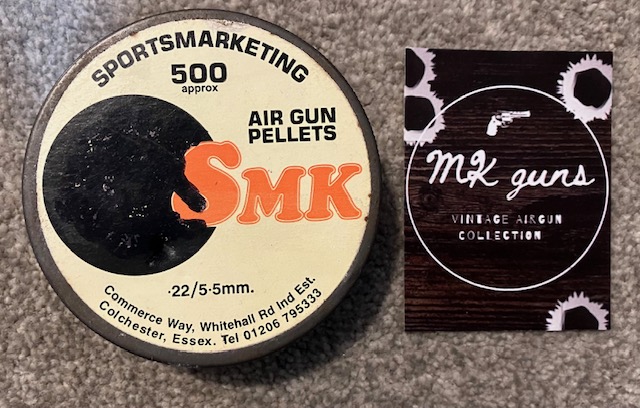 SPORTSMARKETING
500
approx
AIR GUN
PELLETS
SMK
.22/5.5mm.
Commerce Way, Whitehall Rd Ind Est.
Colchester, Essex. Tel 01206 795333
MK guns
VINTAGE AIRGUN
COLLECTION